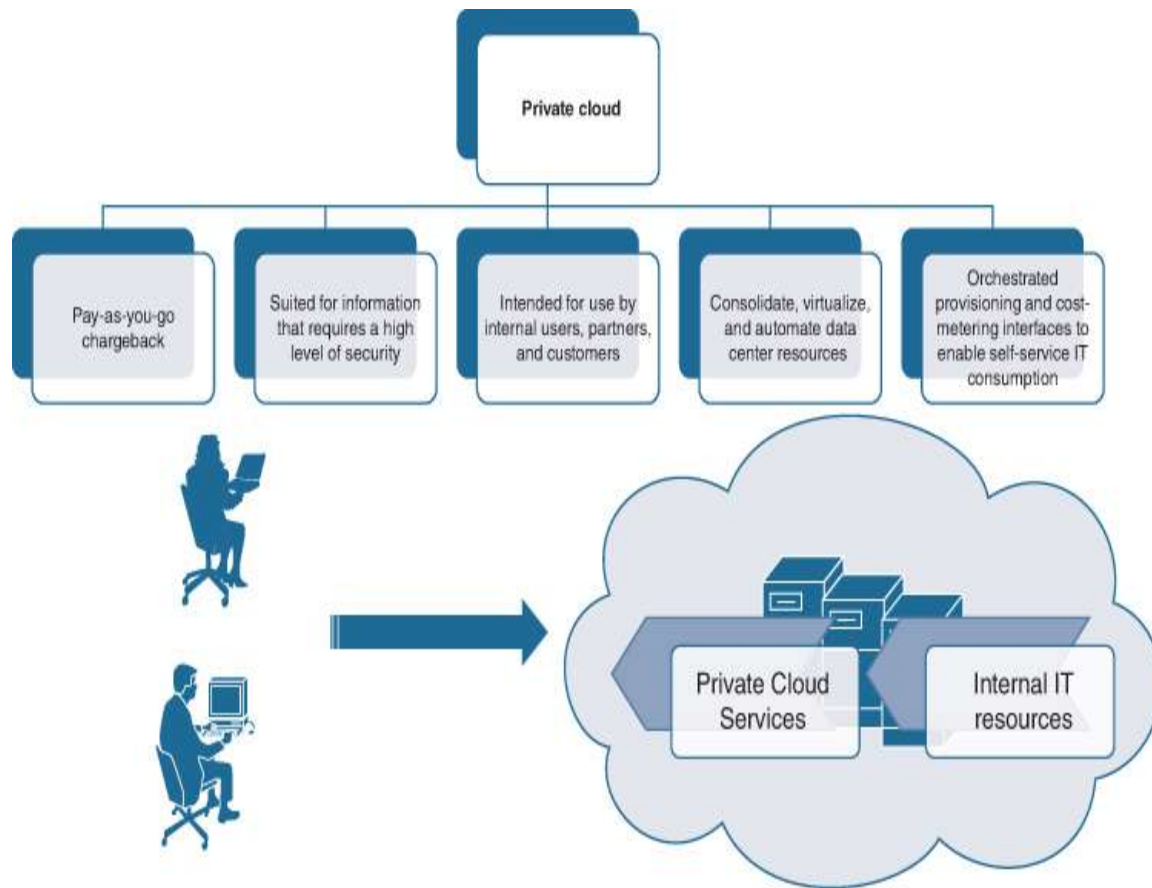 Private cloud
Pay-as-you-go
chargeback
Suited for information
that requires a high
level of security
Intended for use by
internal users, partners,
and customers
Consolidate, virtualize,
and automate data
center resources
Orchestrated
provisioning and cost-
metering interfaces to
enable self-service IT
consumption
Private Cloud
Services
Internal IT
resources